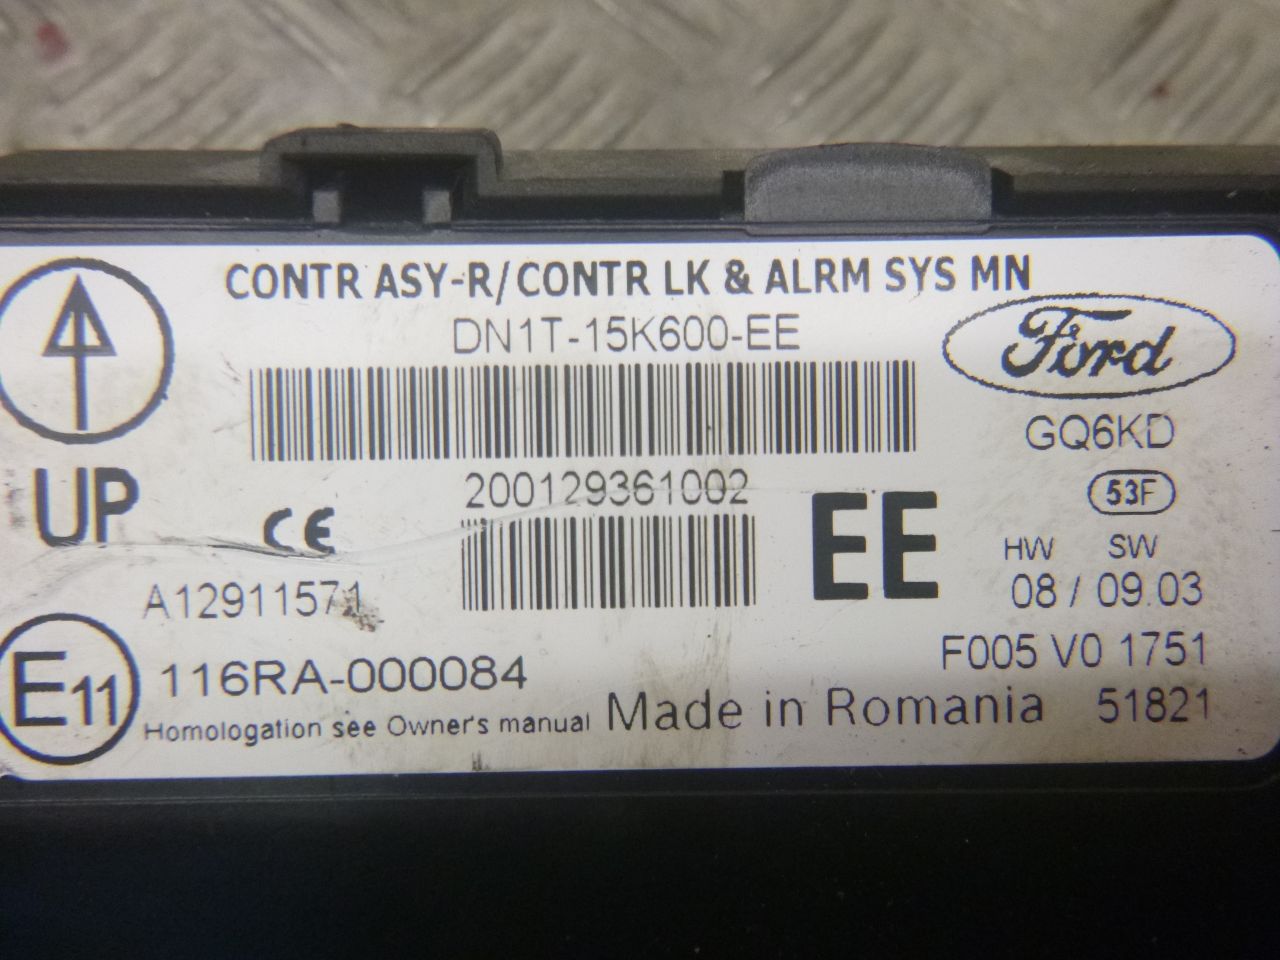 CONTR ASY-R/CONTR LK & ALRM SYS MN
DN1T-15K600-EE
Ford
GQ6KD
UP
CE
200129361002
EE
53F
HW SW
08 / 09.03
A12911571
E11
116RA-000084
F005 V0 1751
Homologation see Owner's manual
Made in Romania
51821